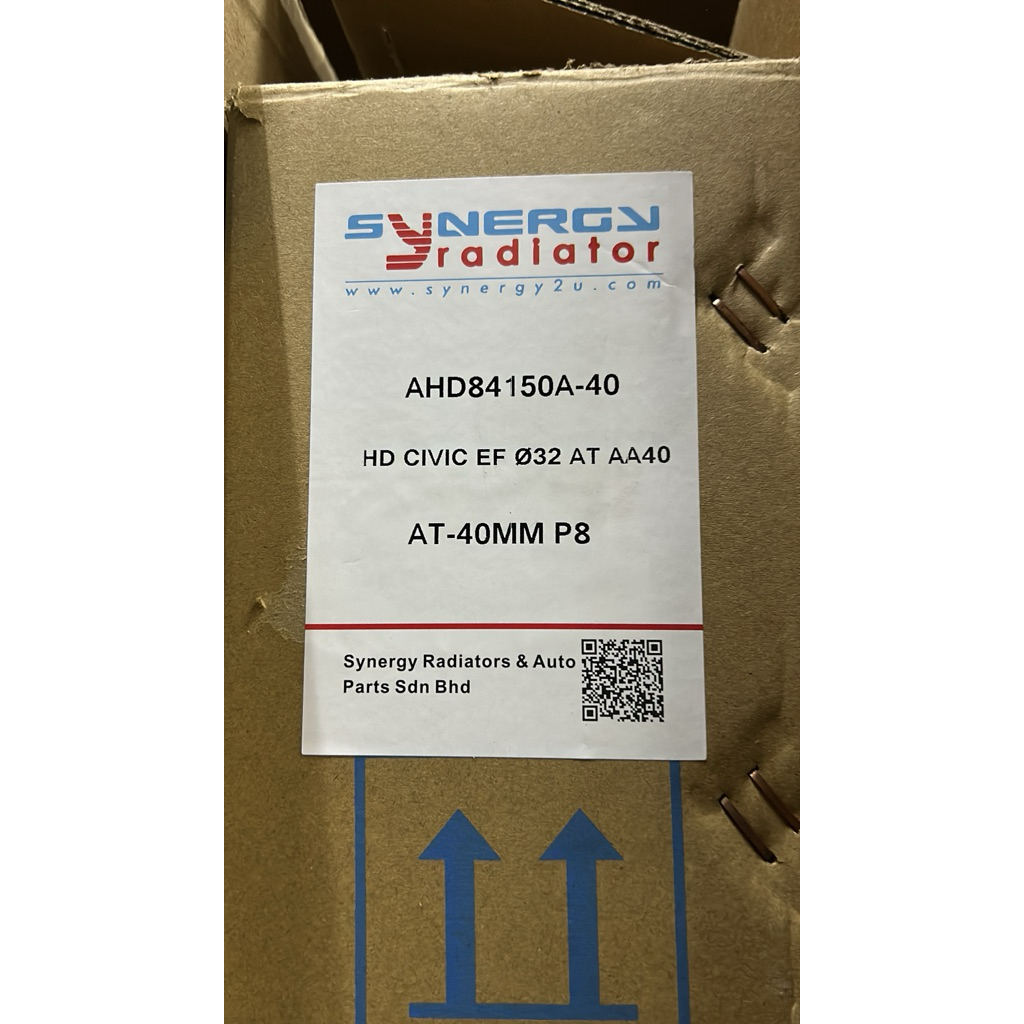 SYNERGY
radiator
www.synergy2u.com
AHD84150A-40
HD CIVIC EF Ø32 AT AA40
AT-40MM P8
Synergy Radiators & Auto
Parts Sdn Bhd